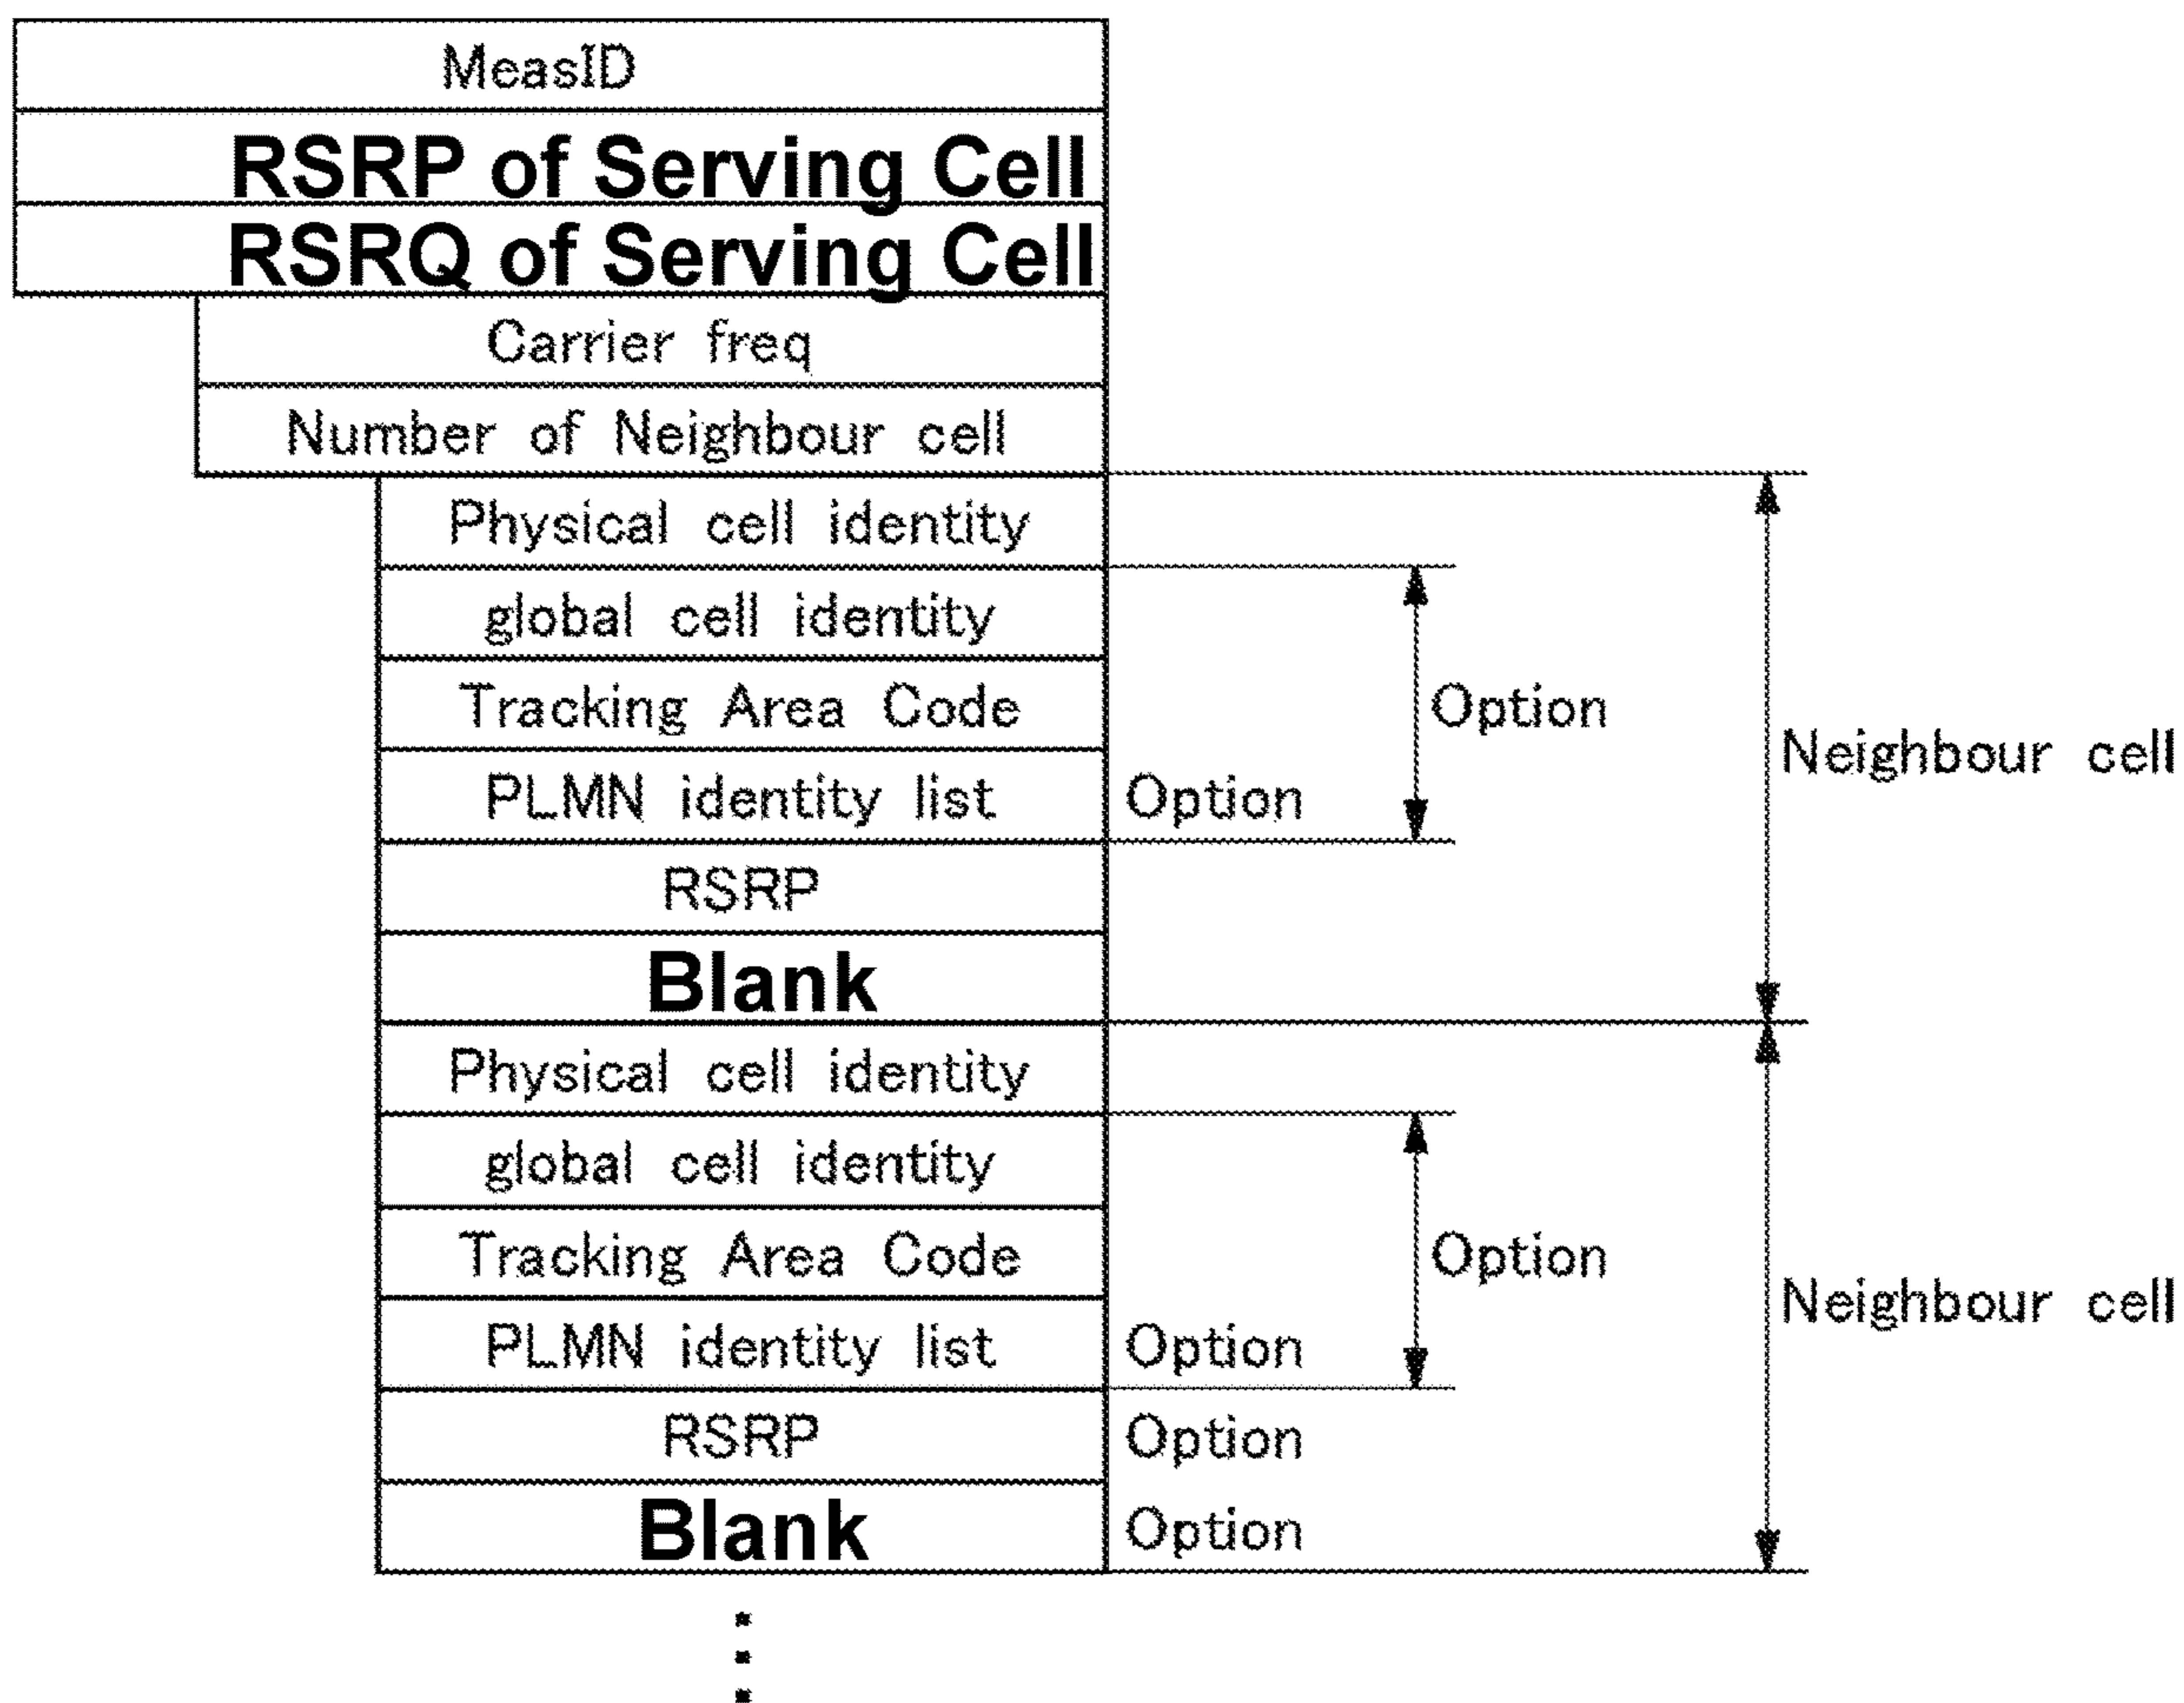 MeasID
RSRP of Serving Cell
RSRQ of Serving Cell
Carrier freq
Number of Neighbour cell
Physical cell identity
global cell identity
Tracking Area Code
Option
Neighbour cell
PLMN identity list
Option
RSRP
Blank
Physical cell identity
global cell identity
Tracking Area Code
Option
Neighbour cell
PLMN identity list
Option
RSRP
Option
Blank
Option